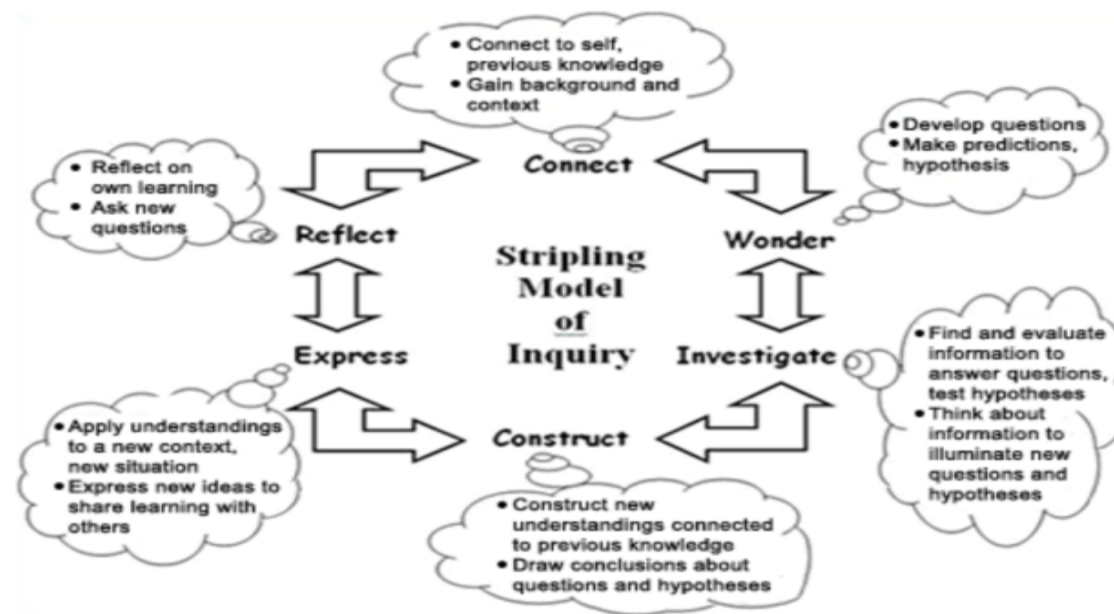 • Connect to self,
previous knowledge
• Gain background and
context
Connect
• Develop questions
• Make predictions,
hypothesis
Wonder
• Find and evaluate
information to
answer questions,
test hypotheses
• Think about
information to
illuminate new
questions and
hypotheses
Investigate
Construct
• Construct new
understandings connected
to previous knowledge
• Draw conclusions about
questions and hypotheses
Express
• Apply understandings
to a new context,
new situation
• Express new ideas to
share learning with
others
Reflect
• Reflect on
own learning
• Ask new
questions
Stripling
Model
of
Inquiry